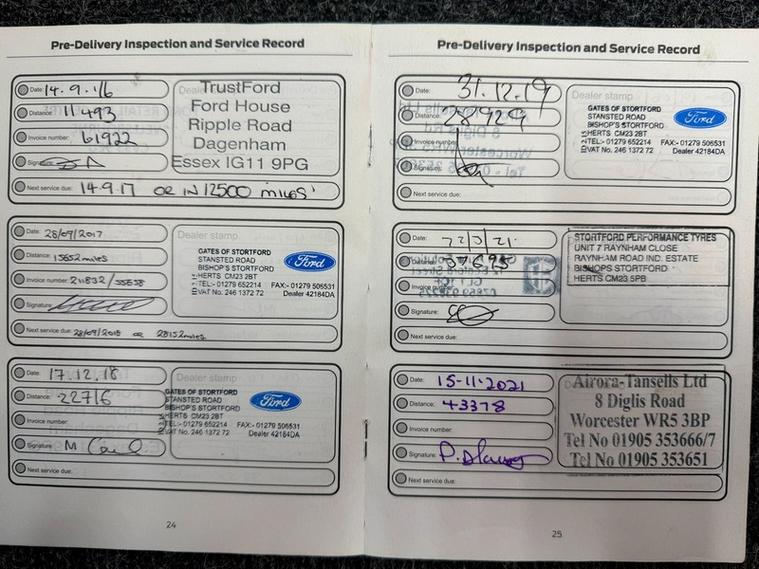 Pre-Delivery Inspection and Service Record
Date: 14.9.16
Distance: 11493
Invoice number: 61922
Signature:
Next service due: 14.9.17 OR IN 12500 miles'
TrustFord
Ford House
Ripple Road
Dagenham
Essex IG11 9PG
Date: 28/09/2017
Distance: 15652 miles
Invoice number: 211832/55858
Signature:
Next service due: 28/09/2018 or 28152 miles
Dealer stamp
GATES OF STORTFORD
STANSTED ROAD
BISHOP'S STORTFORD
HERTS CM23 2BT
TEL:- 01279 652214 FAX:- 01279 506531
VAT No. 246 1372 72 Dealer 42184DA
Ford
Date: 17.12.18
Distance: 22716
Invoice number:
Signature:
Next service due:
Dealer stamp
GATES OF STORTFORD
STANSTED ROAD
BISHOP'S STORTFORD
HERTS CM23 2BT
TEL:- 01279 652214 FAX:- 01279 506531
VAT No. 246 1372 72 Dealer 42184DA
Ford
24
Pre-Delivery Inspection and Service Record
Date: 31.12.19
Distance: 28929
Invoice number:
Signature:
Next service due:
Dealer stamp
GATES OF STORTFORD
STANSTED ROAD
BISHOP'S STORTFORD
HERTS CM23 2BT
TEL:- 01279 652214 FAX:- 01279 506531
VAT No. 246 1372 72 Dealer 42184DA
Ford
Date:
Distance:
Invoice number:
Signature:
Next service due:
STORTFORD PERFORMANCE TYRES
UNIT 7 RAYNHAM CLOSE
RAYNHAM ROAD IND. ESTATE
BISHOPS STORTFORD
HERTS CM23 5PB
Date: 15-11-2021
Distance: 43378
Invoice number:
Signature:
Next service due:
Airora-Tansells Ltd
8 Diglis Road
Worcester WR5 3BP
Tel No 01905 353666/7
Tel No 01905 353651
25